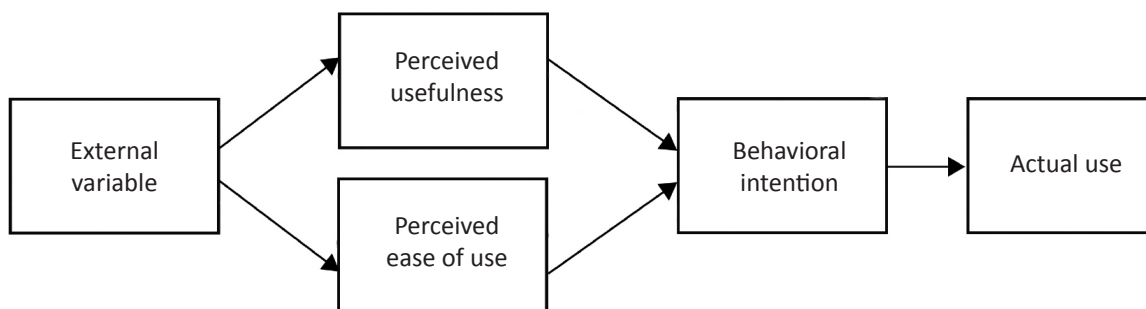 External
variable
Perceived
usefulness
Perceived
ease of use
Behavioral
intention
Actual use